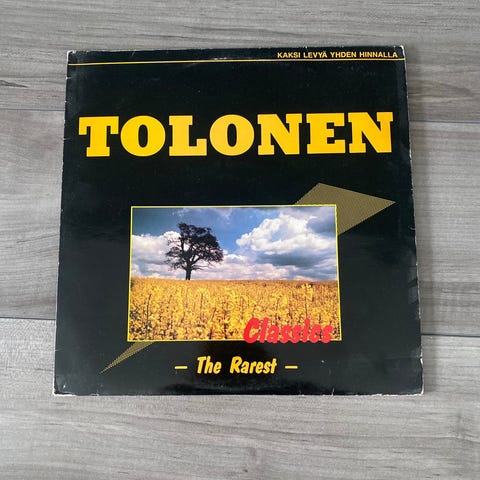 KAKSI LEVYÄ YHDEN HINNALLA
TOLONEN
Classics
– The Rarest –